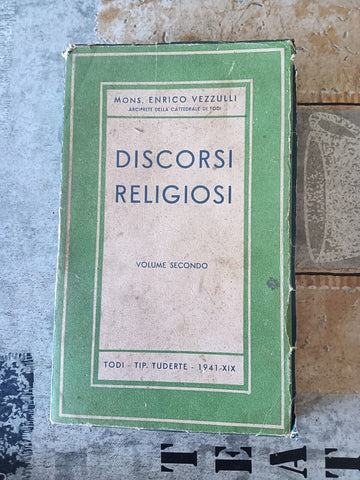 MONS. ENRICO VEZZULLI
ARCIPRETE DELLA CATTEDRALE DI TODI
DISCORSI
RELIGIOSI
VOLUME SECONDO
TODI - TIP. TUDERTE - 1941-XIX